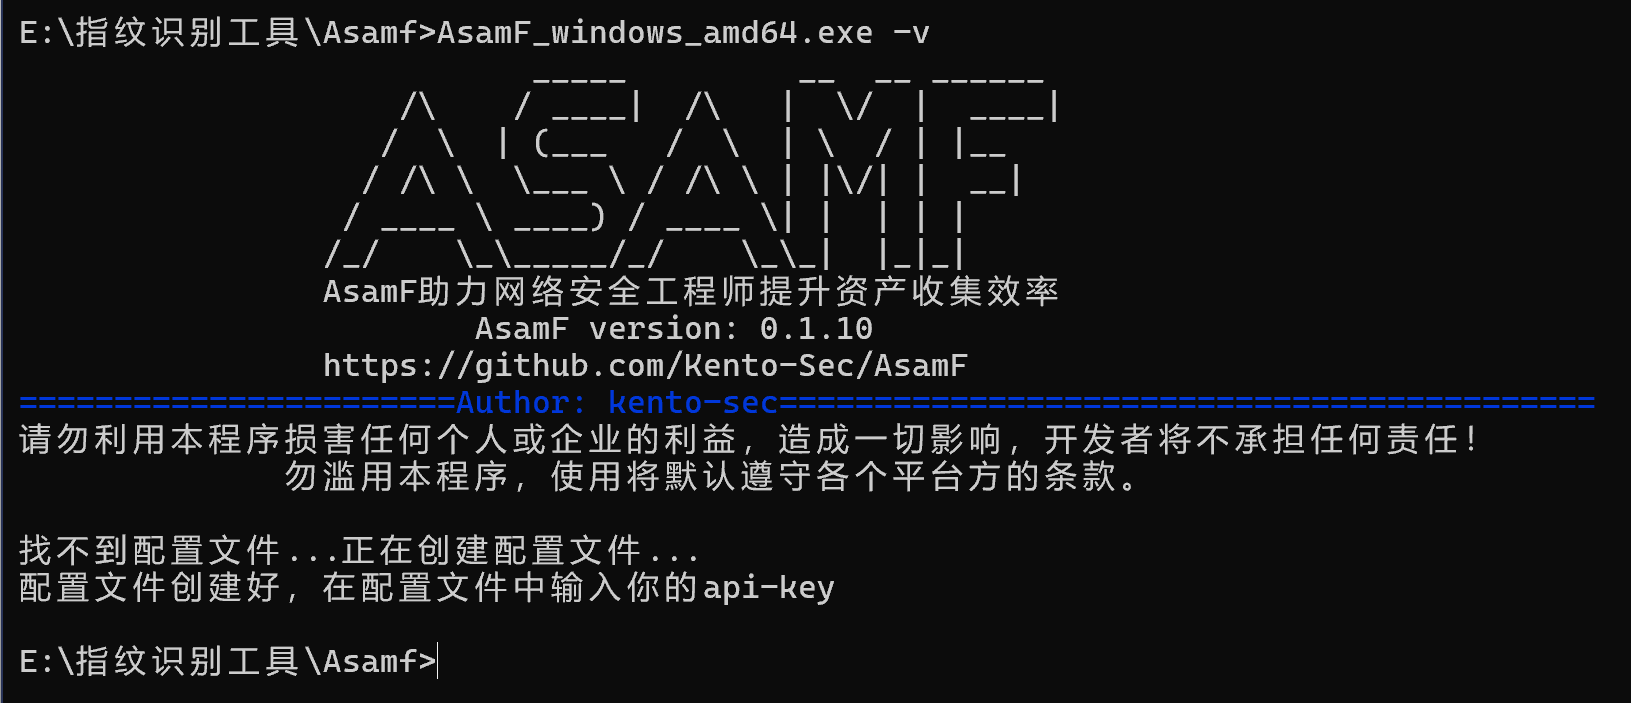 E:\指纹识别工具\Asamf>AsamF_windows_amd64.exe -v
AsamF助力网络安全工程师提升资产收集效率
AsamF version: 0.1.10
https://github.com/Kento-Sec/AsamF
=======================Author: kento-sec===========================================
请勿利用本程序损害任何个人或企业的利益，造成一切影响，开发者将不承担任何责任！
勿滥用本程序，使用将默认遵守各个平台方的条款。
找不到配置文件...正在创建配置文件...
配置文件创建好，在配置文件中输入你的api-key
E:\指纹识别工具\Asamf>